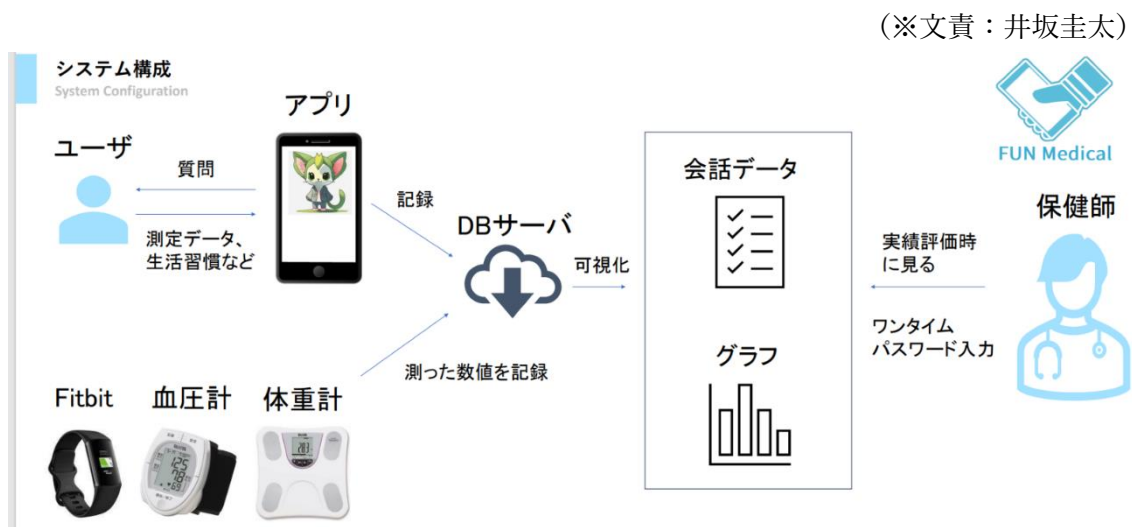 (※文責：井坂圭太)
システム構成
System Configuration
アプリ
ユーザ
質問
測定データ、
生活習慣など
記録
DBサーバ
可視化
測った数値を記録
Fitbit
血圧計
体重計
会話データ
グラフ
FUN Medical
保健師
実績評価時
に見る
ワンタイム
パスワード入力